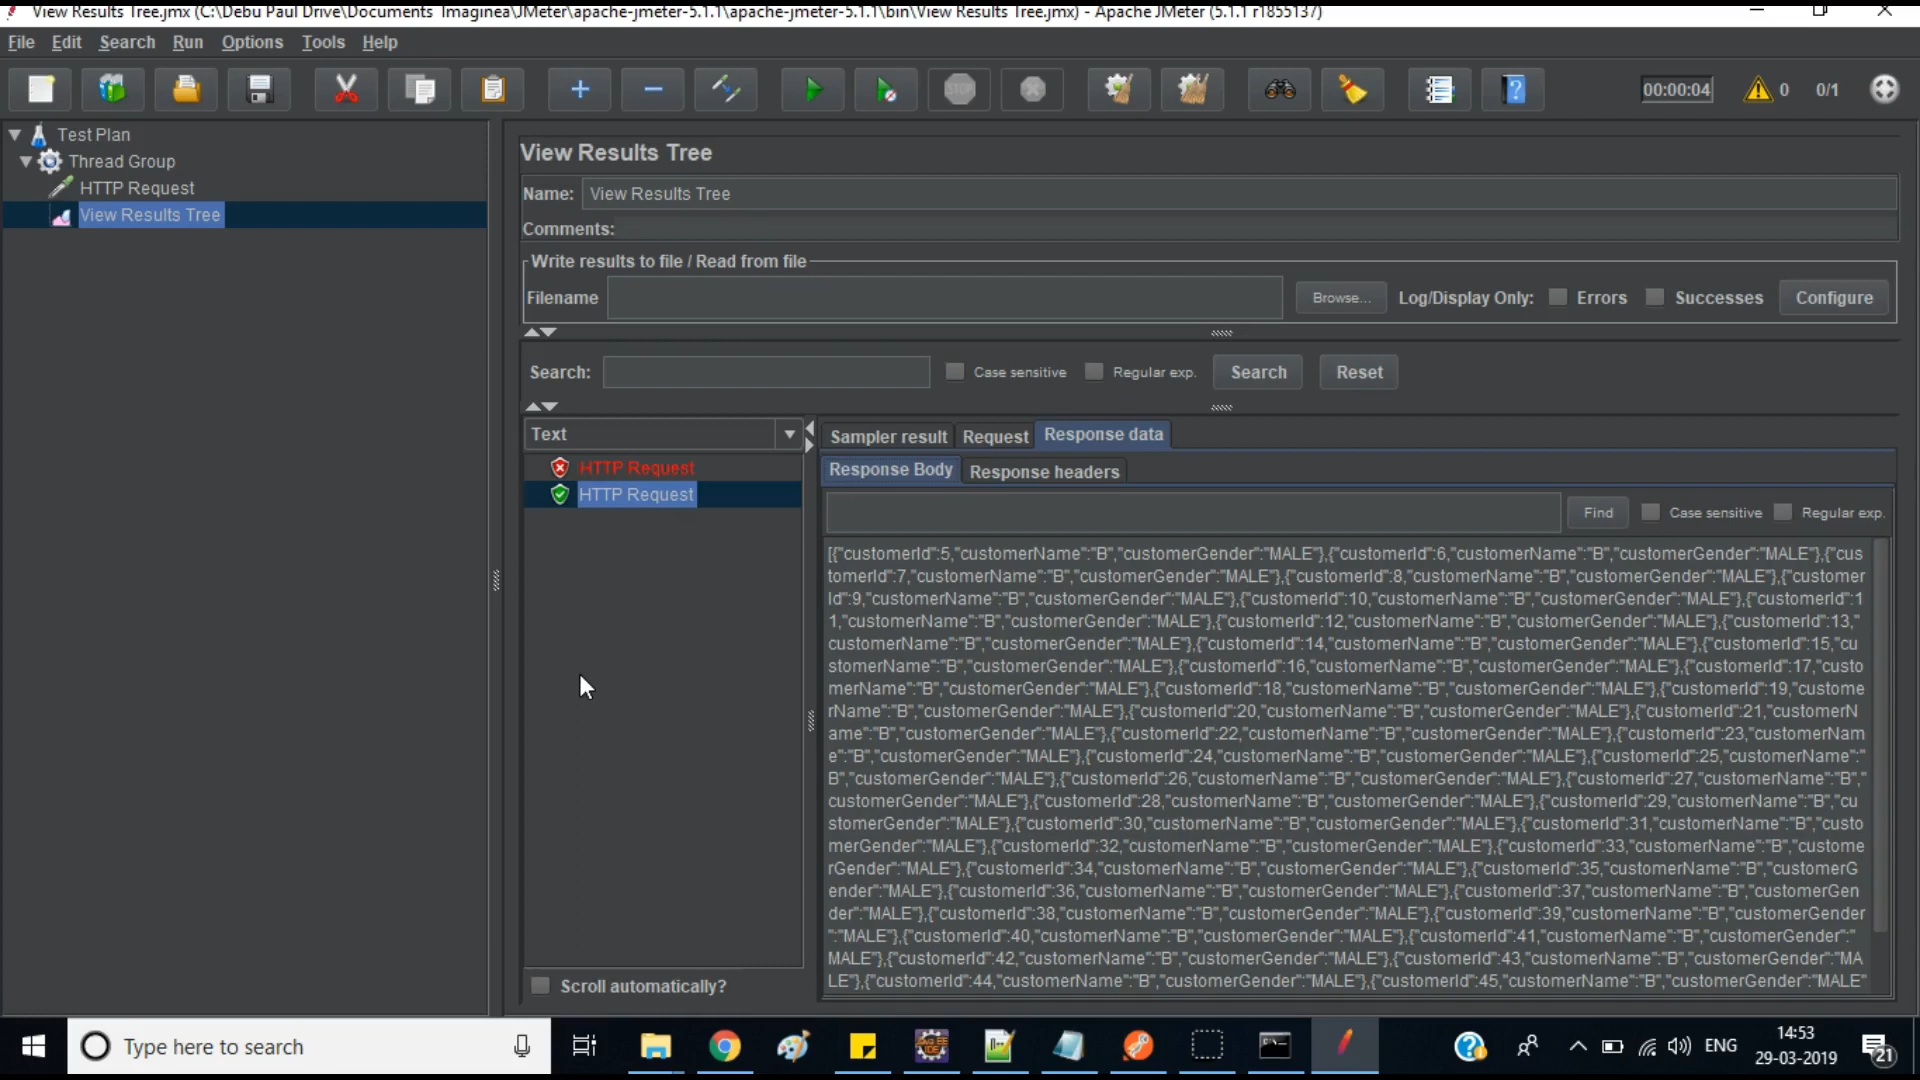 View Results Tree.jmx (C:\Debu Paul Drive\Documents Imaginea\JMeter\apache-jmeter-5.1.1\apache-jmeter-5.1.1\bin\View Results Tree.jmx) - Apache JMeter (5.1.1 r1855137)
File Edit Search Run Options Tools Help
STOP 00:00:04 0 0/1
Test Plan
Thread Group
HTTP Request
View Results Tree
View Results Tree
Name: View Results Tree
Comments:
Write results to file / Read from file
Filename Browse... Log/Display Only: Errors Successes Configure
Search: Case sensitive Regular exp. Search Reset
Text
HTTP Request
HTTP Request
Scroll automatically?
Sampler result Request Response data
Response Body Response headers
Find Case sensitive Regular exp.
[{"customerId":5,"customerName":"B","customerGender":"MALE"},{"customerId":6,"customerName":"B","customerGender":"MALE"},{"cus
tomerId":7,"customerName":"B","customerGender":"MALE"},{"customerId":8,"customerName":"B","customerGender":"MALE"},{"customer
Id":9,"customerName":"B","customerGender":"MALE"},{"customerId":10,"customerName":"B","customerGender":"MALE"},{"customerId":1
1,"customerName":"B","customerGender":"MALE"},{"customerId":12,"customerName":"B","customerGender":"MALE"},{"customerId":13,"
customerName":"B","customerGender":"MALE"},{"customerId":14,"customerName":"B","customerGender":"MALE"},{"customerId":15,"cu
stomerName":"B","customerGender":"MALE"},{"customerId":16,"customerName":"B","customerGender":"MALE"},{"customerId":17,"custo
merName":"B","customerGender":"MALE"},{"customerId":18,"customerName":"B","customerGender":"MALE"},{"customerId":19,"custome
rName":"B","customerGender":"MALE"},{"customerId":20,"customerName":"B","customerGender":"MALE"},{"customerId":21,"customerN
ame":"B","customerGender":"MALE"},{"customerId":22,"customerName":"B","customerGender":"MALE"},{"customerId":23,"customerNam
e":"B","customerGender":"MALE"},{"customerId":24,"customerName":"B","customerGender":"MALE"},{"customerId":25,"customerName":"
B","customerGender":"MALE"},{"customerId":26,"customerName":"B","customerGender":"MALE"},{"customerId":27,"customerName":"B","
customerGender":"MALE"},{"customerId":28,"customerName":"B","customerGender":"MALE"},{"customerId":29,"customerName":"B","cu
stomerGender":"MALE"},{"customerId":30,"customerName":"B","customerGender":"MALE"},{"customerId":31,"customerName":"B","custo
merGender":"MALE"},{"customerId":32,"customerName":"B","customerGender":"MALE"},{"customerId":33,"customerName":"B","custome
rGender":"MALE"},{"customerId":34,"customerName":"B","customerGender":"MALE"},{"customerId":35,"customerName":"B","customerG
ender":"MALE"},{"customerId":36,"customerName":"B","customerGender":"MALE"},{"customerId":37,"customerName":"B","customerGen
der":"MALE"},{"customerId":38,"customerName":"B","customerGender":"MALE"},{"customerId":39,"customerName":"B","customerGender
":"MALE"},{"customerId":40,"customerName":"B","customerGender":"MALE"},{"customerId":41,"customerName":"B","customerGender":"
MALE"},{"customerId":42,"customerName":"B","customerGender":"MALE"},{"customerId":43,"customerName":"B","customerGender":"MA
LE"},{"customerId":44,"customerName":"B","customerGender":"MALE"},{"customerId":45,"customerName":"B","customerGender":"MALE"
Type here to search ENG 14:53
29-03-2019 21